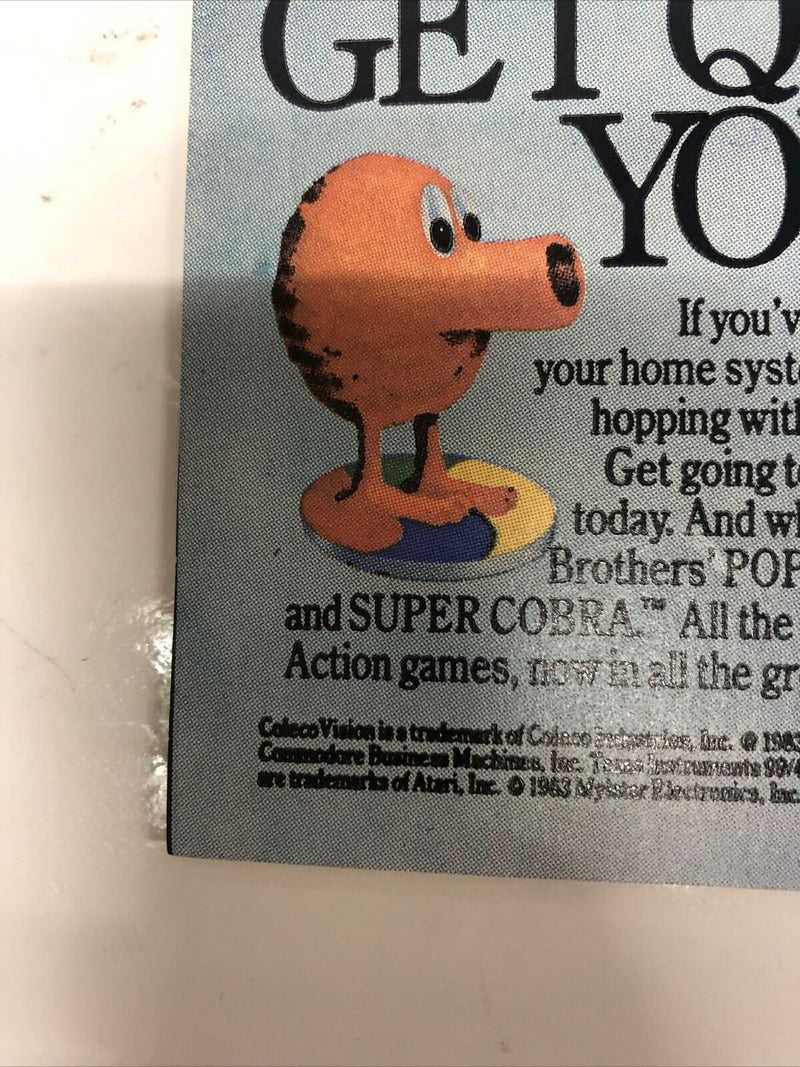 GET Q
YO
If you'v
your home syst
hopping with
Get going t
today. And wh
Brothers' POP
and SUPER COBRA.™ All the
Action games, now in all the gr
ColecoVision is a trademark of Coleco Industries, Inc. © 1983
Commodore Business Machines, Inc. Texas Instruments 99/4
are trademarks of Atari, Inc. © 1983 Mylstar Electronics, Inc.